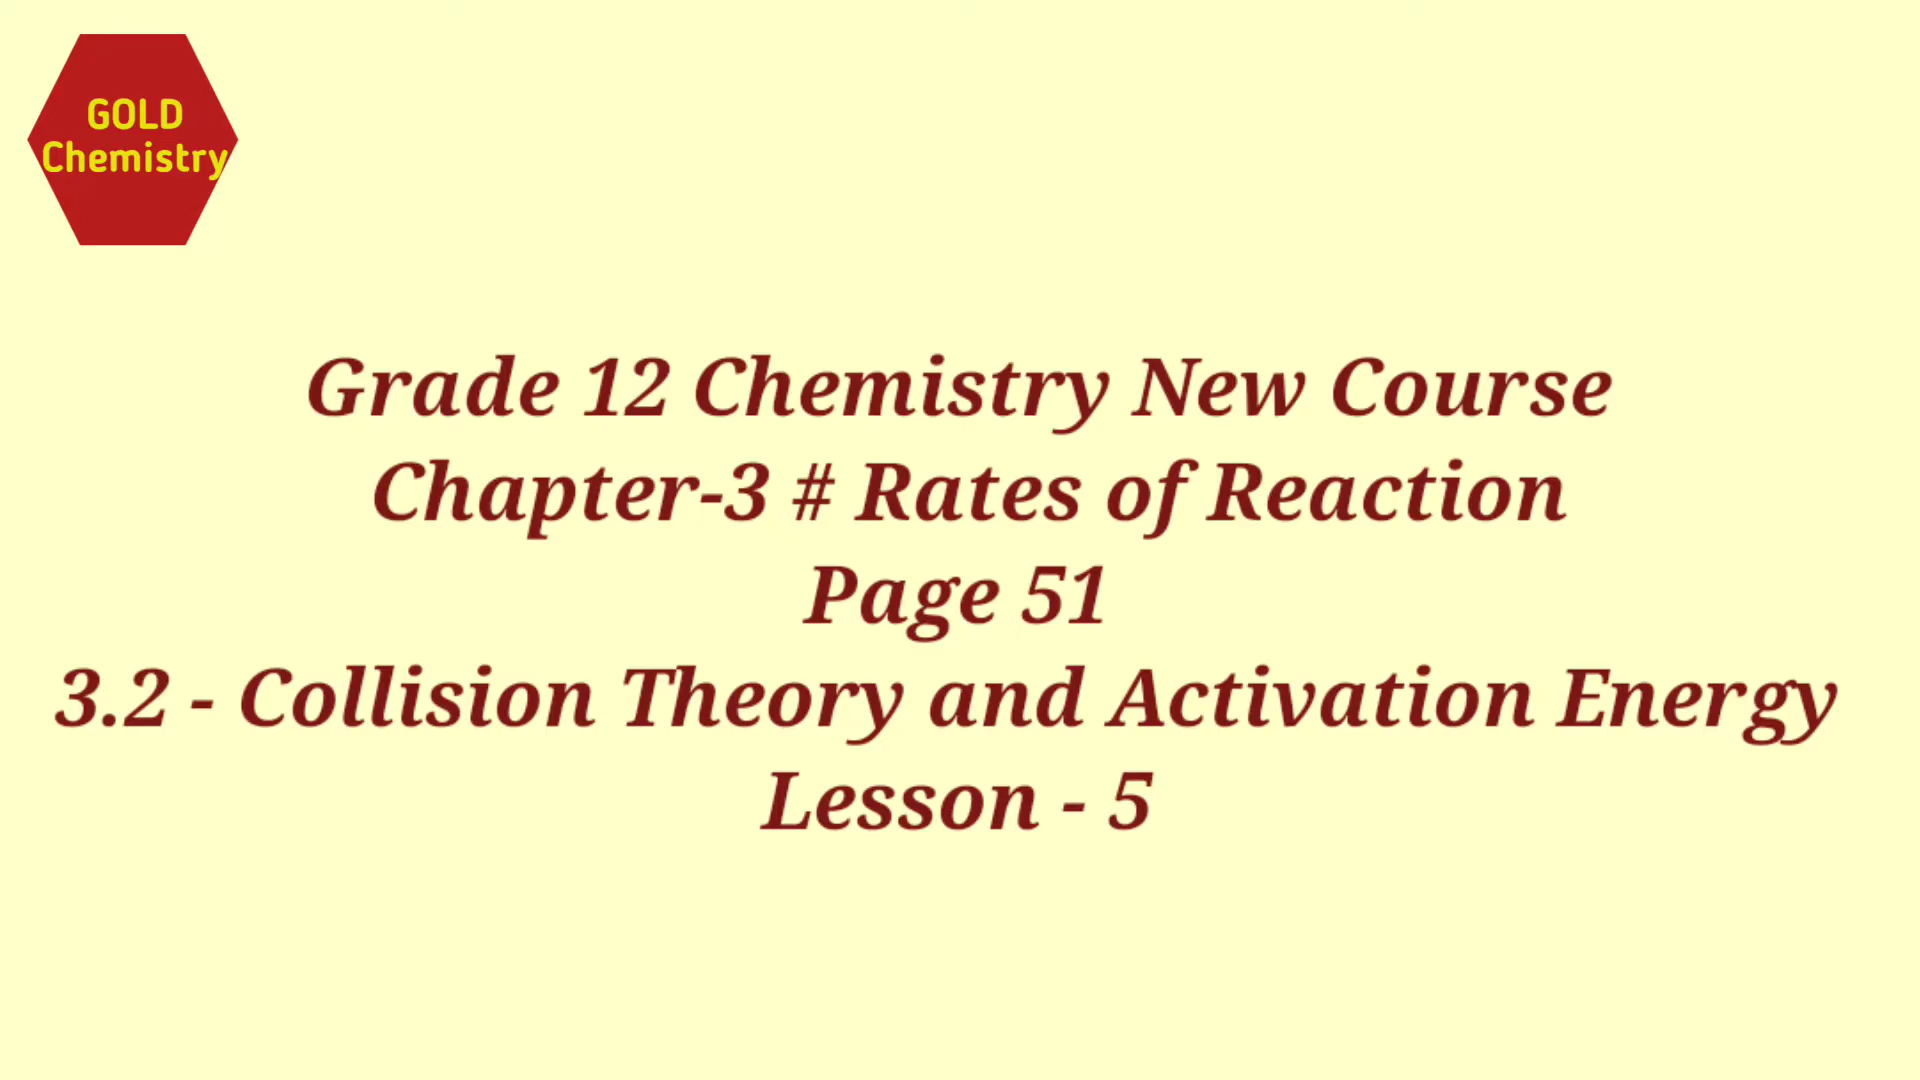 GOLD
Chemistry
Grade 12 Chemistry New Course
Chapter-3 # Rates of Reaction
Page 51
3.2 - Collision Theory and Activation Energy
Lesson - 5